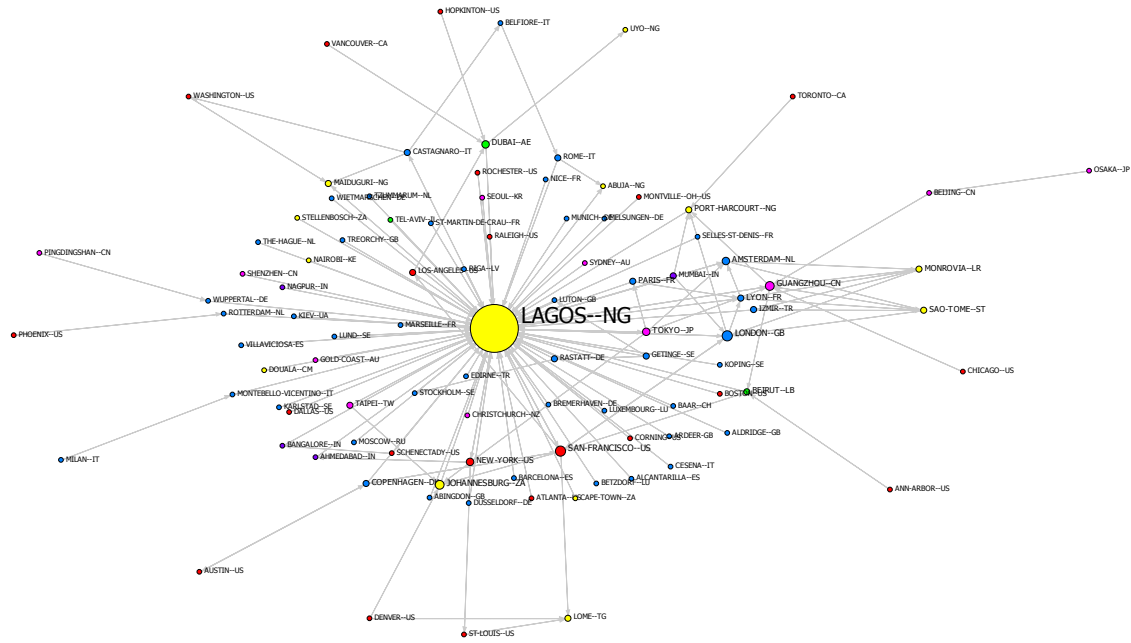 HOPKINTON--US
BELFIORE--IT
UYO--NG
VANCOUVER--CA
WASHINGTON--US
TORONTO--CA
DUBAI--AE
CASTAGNARO--IT
ROME--IT
OSAKA--JP
ROCHESTER--US
NICE--FR
MAIDUGURI--NG
ABUJA--NG
BEIJING--CN
WIETMARSCHEN--DE
TZUMMARUM--NL
SEOUL--KR
MONTVILLE--OH--US
PORT-HARCOURT--NG
STELLENBOSCH--ZA
TEL-AVIV--IL
ST-MARTIN-DE-CRAU--FR
MUNICH--DE
MELSUNGEN--DE
THE-HAGUE--NL
TREORCHY--GB
RALEIGH--US
SELLES-ST-DENIS--FR
PINGDINGSHAN--CN
NAIROBI--KE
SYDNEY--AU
AMSTERDAM--NL
SHENZHEN--CN
LOS-ANGELES--US
RIGA--LV
MUMBAI--IN
MONROVIA--LR
NAGPUR--IN
PARIS--FR
GUANGZHOU--CN
WUPPERTAL--DE
LUTON--GB
LYON--FR
ROTTERDAM--NL
KIEV--UA
LAGOS--NG
IZMIR--TR
SAO-TOME--ST
MARSEILLE--FR
PHOENIX--US
LUND--SE
TOKYO--JP
LONDON--GB
VILLAVICIOSA-ES
GOLD-COAST--AU
RASTATT--DE
GETINGE--SE
KOPING--SE
DOUALA--CM
EDIRNE--TR
CHICAGO--US
MONTEBELLO-VICENTINO--IT
STOCKHOLM--SE
BOSTON--US
BEIRUT--LB
KARLSTAD--SE
DALLAS--US
TAIPEI--TW
BREMERHAVEN--DE
LUXEMBOURG--LU
BAAR--CH
CHRISTCHURCH--NZ
BANGALORE--IN
MOSCOW--RU
CORNING--US
ARDEER-GB
ALDRIDGE--GB
MILAN--IT
AHMEDABAD--IN
SCHENECTADY--US
NEW-YORK--US
SAN-FRANCISCO--US
CESENA--IT
COPENHAGEN--DK
JOHANNESBURG--ZA
BARCELONA--ES
BETZDORF--LU
ALCANTARILLA--ES
ANN-ARBOR--US
ABINGDON--GB
DUSSELDORF--DE
ATLANTA--US
CAPE-TOWN--ZA
AUSTIN--US
DENVER--US
LOME--TG
ST-LOUIS--US